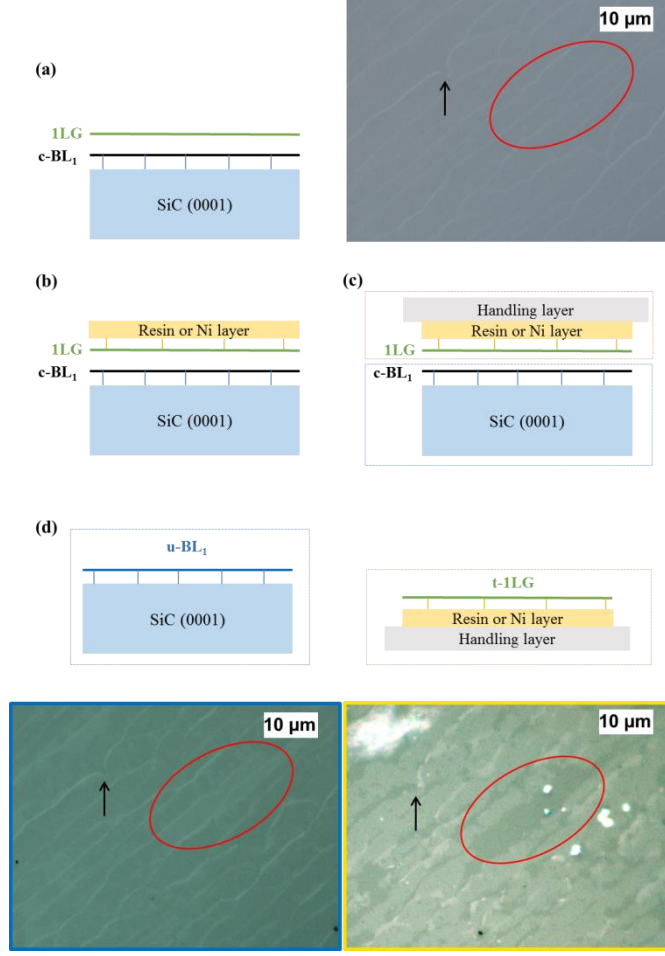 (a)
10 μm
1LG
c-BL₁
SiC (0001)
(b)
Resin or Ni layer
1LG
c-BL₁
SiC (0001)
(c)
Handling layer
Resin or Ni layer
1LG
c-BL₁
SiC (0001)
(d)
u-BL₁
SiC (0001)
t-1LG
Resin or Ni layer
Handling layer
10 μm
10 μm